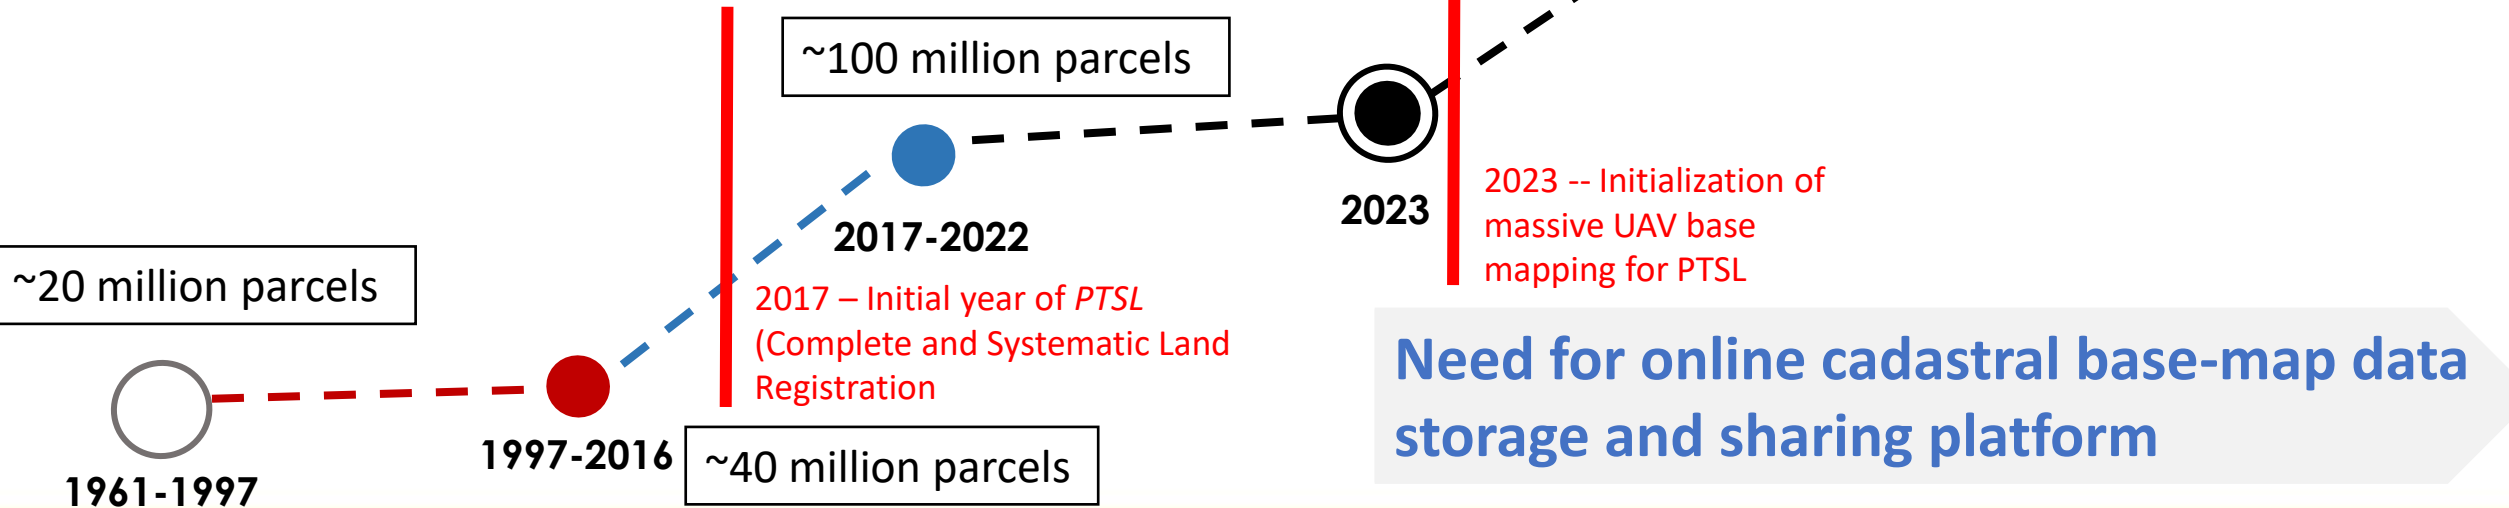 ~100 million parcels
2023
2023 -- Initialization of
massive UAV base
mapping for PTSL
2017-2022
~20 million parcels
2017 – Initial year of PTSL
(Complete and Systematic Land
Registration
Need for online cadastral base-map data
storage and sharing platform
1997-2016
~40 million parcels
1961-1997